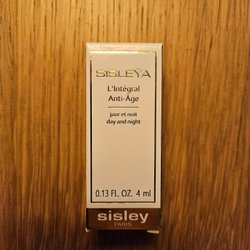 SISLEŸA
L'Intégral
Anti-Âge
jour et nuit
day and night
0.13 FL. OZ. 4 ml
sisley
PARIS